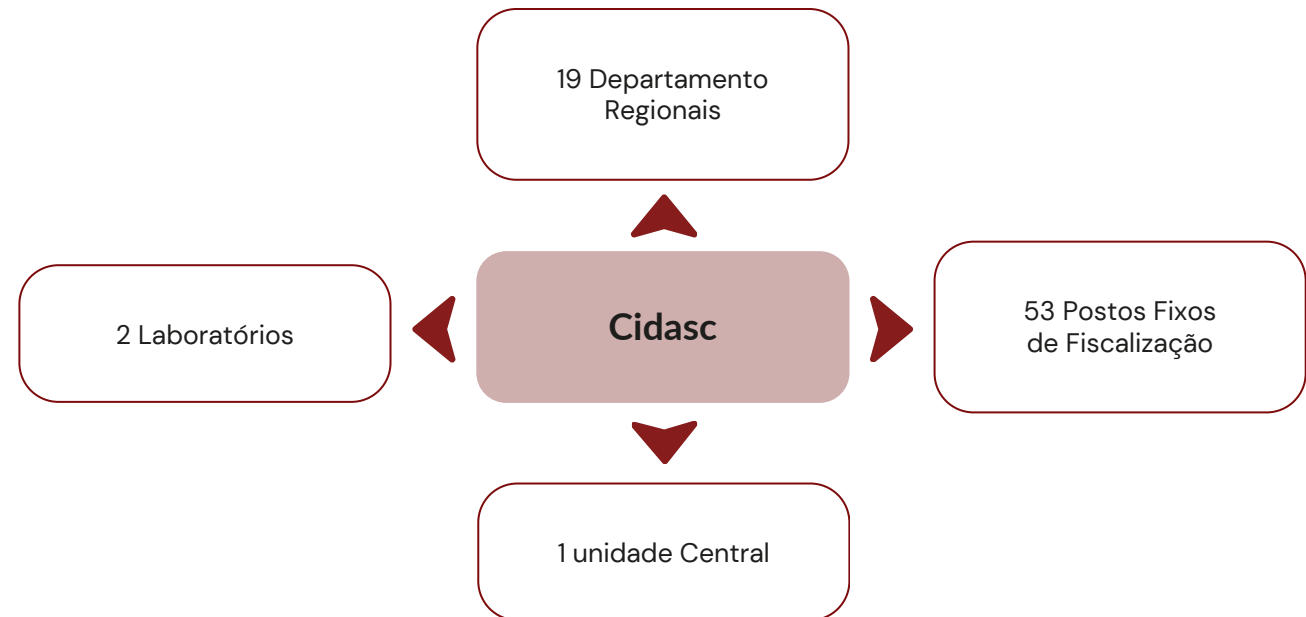 19 Departamento
Regionais
2 Laboratórios
Cidasc
53 Postos Fixos
de Fiscalização
1 unidade Central